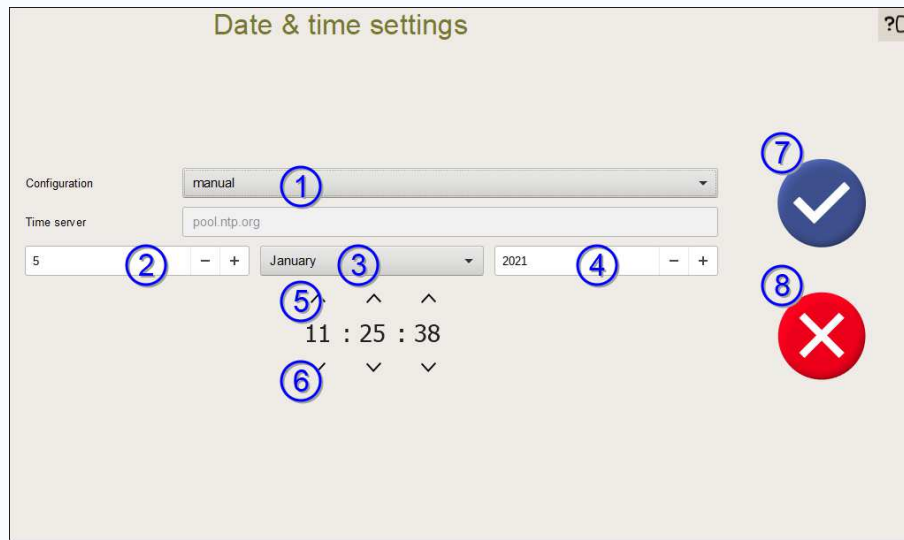 Date & time settings
?
7
Configuration
manual
1
Time server
pool.ntp.org
5
2
- +
January
3
2021
4
- +
8
5
11 : 25 : 38
6